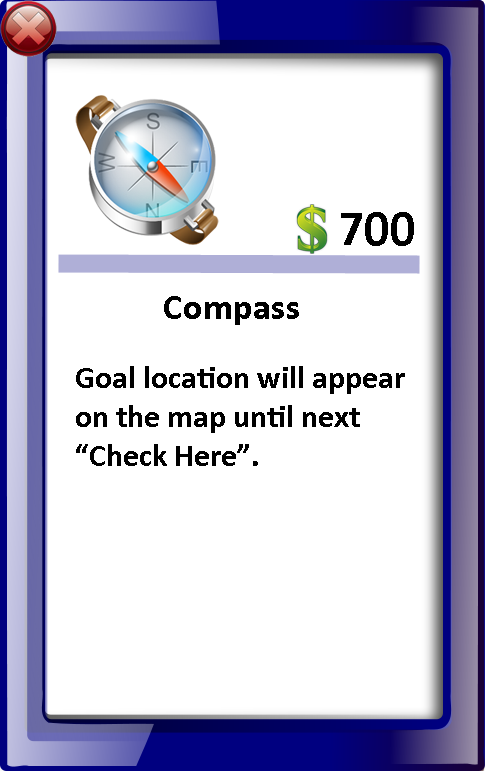 S
W E
N
$ 700
Compass
Goal location will appear
on the map until next
“Check Here”.